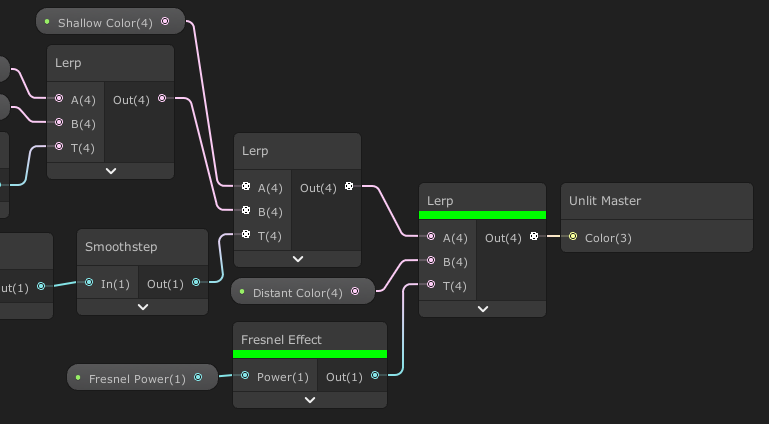 Shallow Color(4)
Lerp
A(4)
Out(4)
B(4)
T(4)
Lerp
A(4)
Out(4)
B(4)
T(4)
Lerp
A(4)
Out(4)
B(4)
T(4)
Unlit Master
Color(3)
ut(1)
Smoothstep
In(1)
Out(1)
Distant Color(4)
Fresnel Effect
Power(1)
Out(1)
Fresnel Power(1)